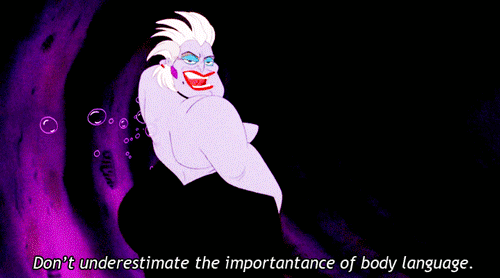 Don't underestimate the importantance of body language.